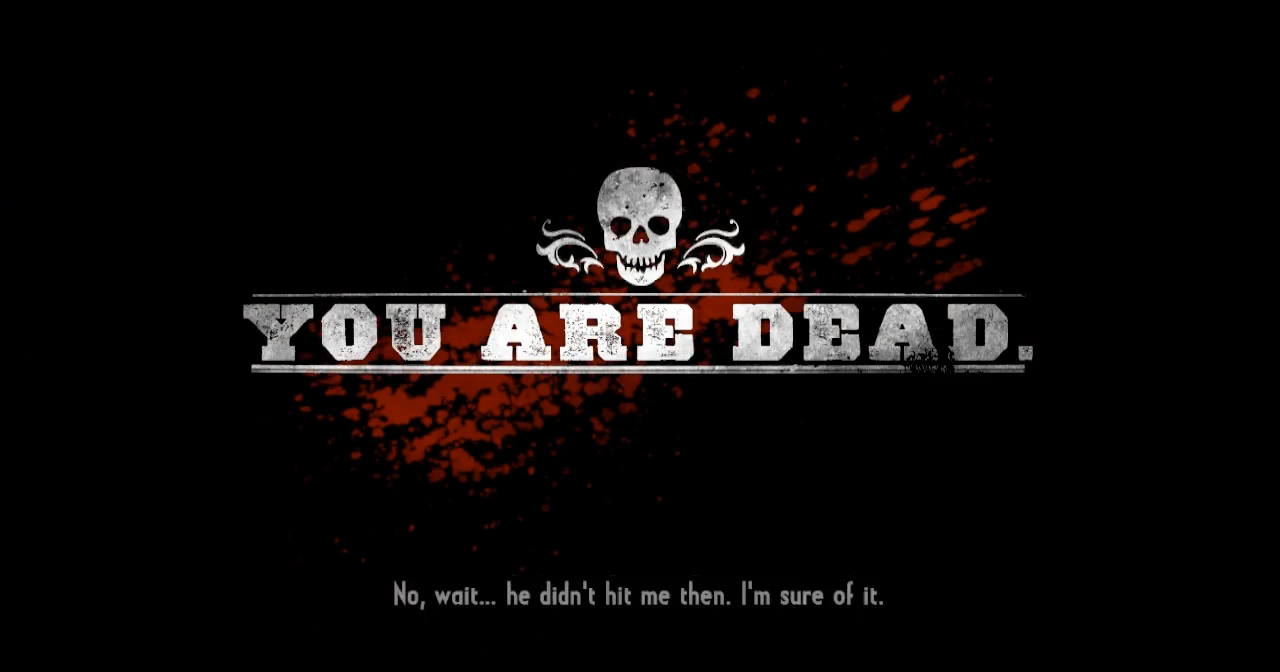 YOU ARE DEAD.
No, wait... he didn't hit me then. I'm sure of it.